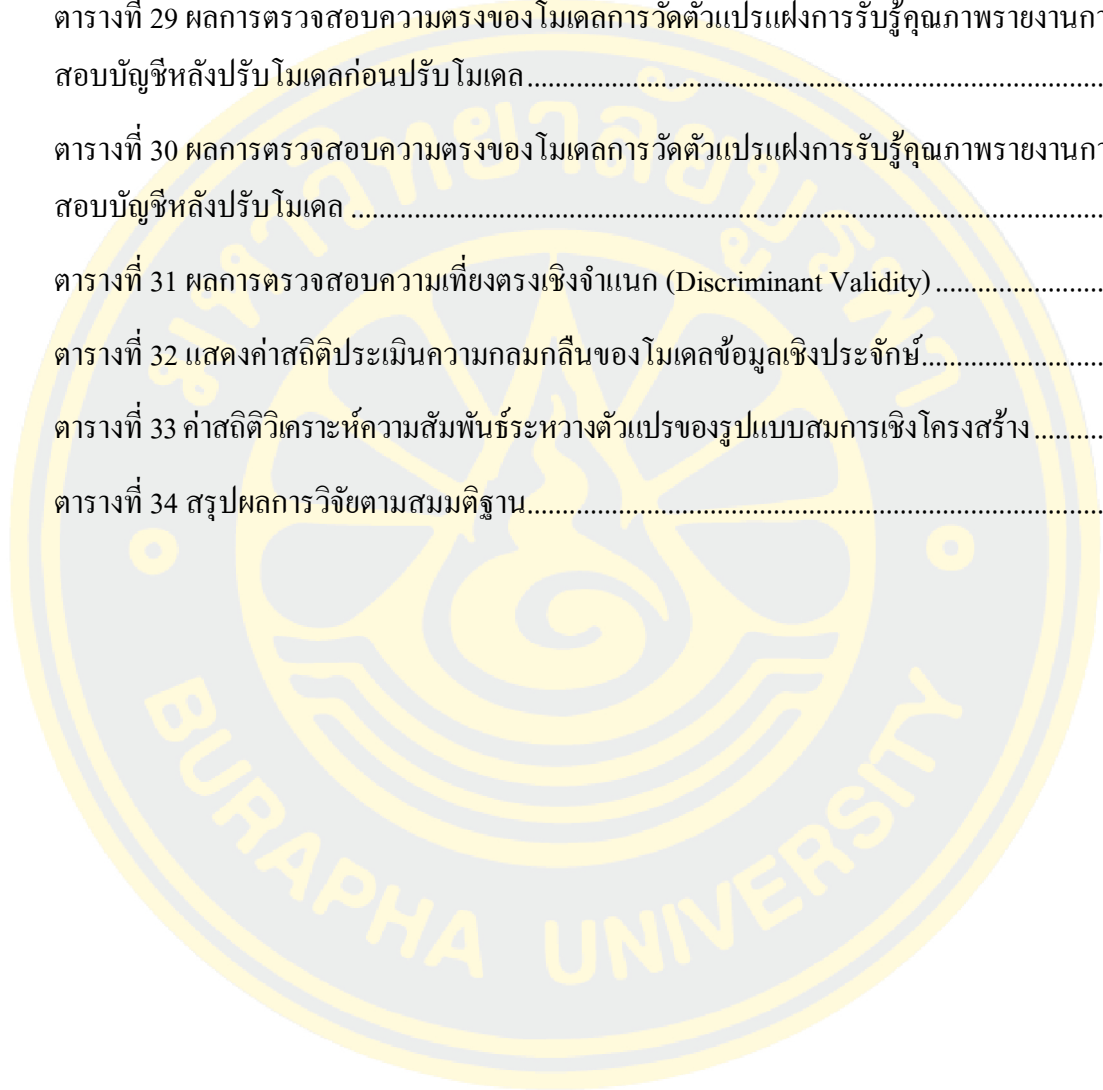 ตารางที่ 29 ผลการตรวจสอบความตรงของโมเดลการวัดตัวแปรแฝงการรับรู้คุณภาพรายงานกา
สอบบัญชีหลังปรับโมเดลก่อนปรับโมเดล
ตารางที่ 30 ผลการตรวจสอบความตรงของโมเดลการวัดตัวแปรแฝงการรับรู้คุณภาพรายงานกา
สอบบัญชีหลังปรับโมเดล
ตารางที่ 31 ผลการตรวจสอบความเที่ยงตรงเชิงจำแนก (Discriminant Validity)
ตารางที่ 32 แสดงค่าสถิติประเมินความกลมกลืนของโมเดลข้อมูลเชิงประจักษ์
ตารางที่ 33 ค่าสถิติวิเคราะห์ความสัมพันธ์ระหวางตัวแปรของรูปแบบสมการเชิงโครงสร้าง
ตารางที่ 34 สรุปผลการวิจัยตามสมมติฐาน
มหาวิทยาลัยบูรพา
BURAPHA UNIVERSITY